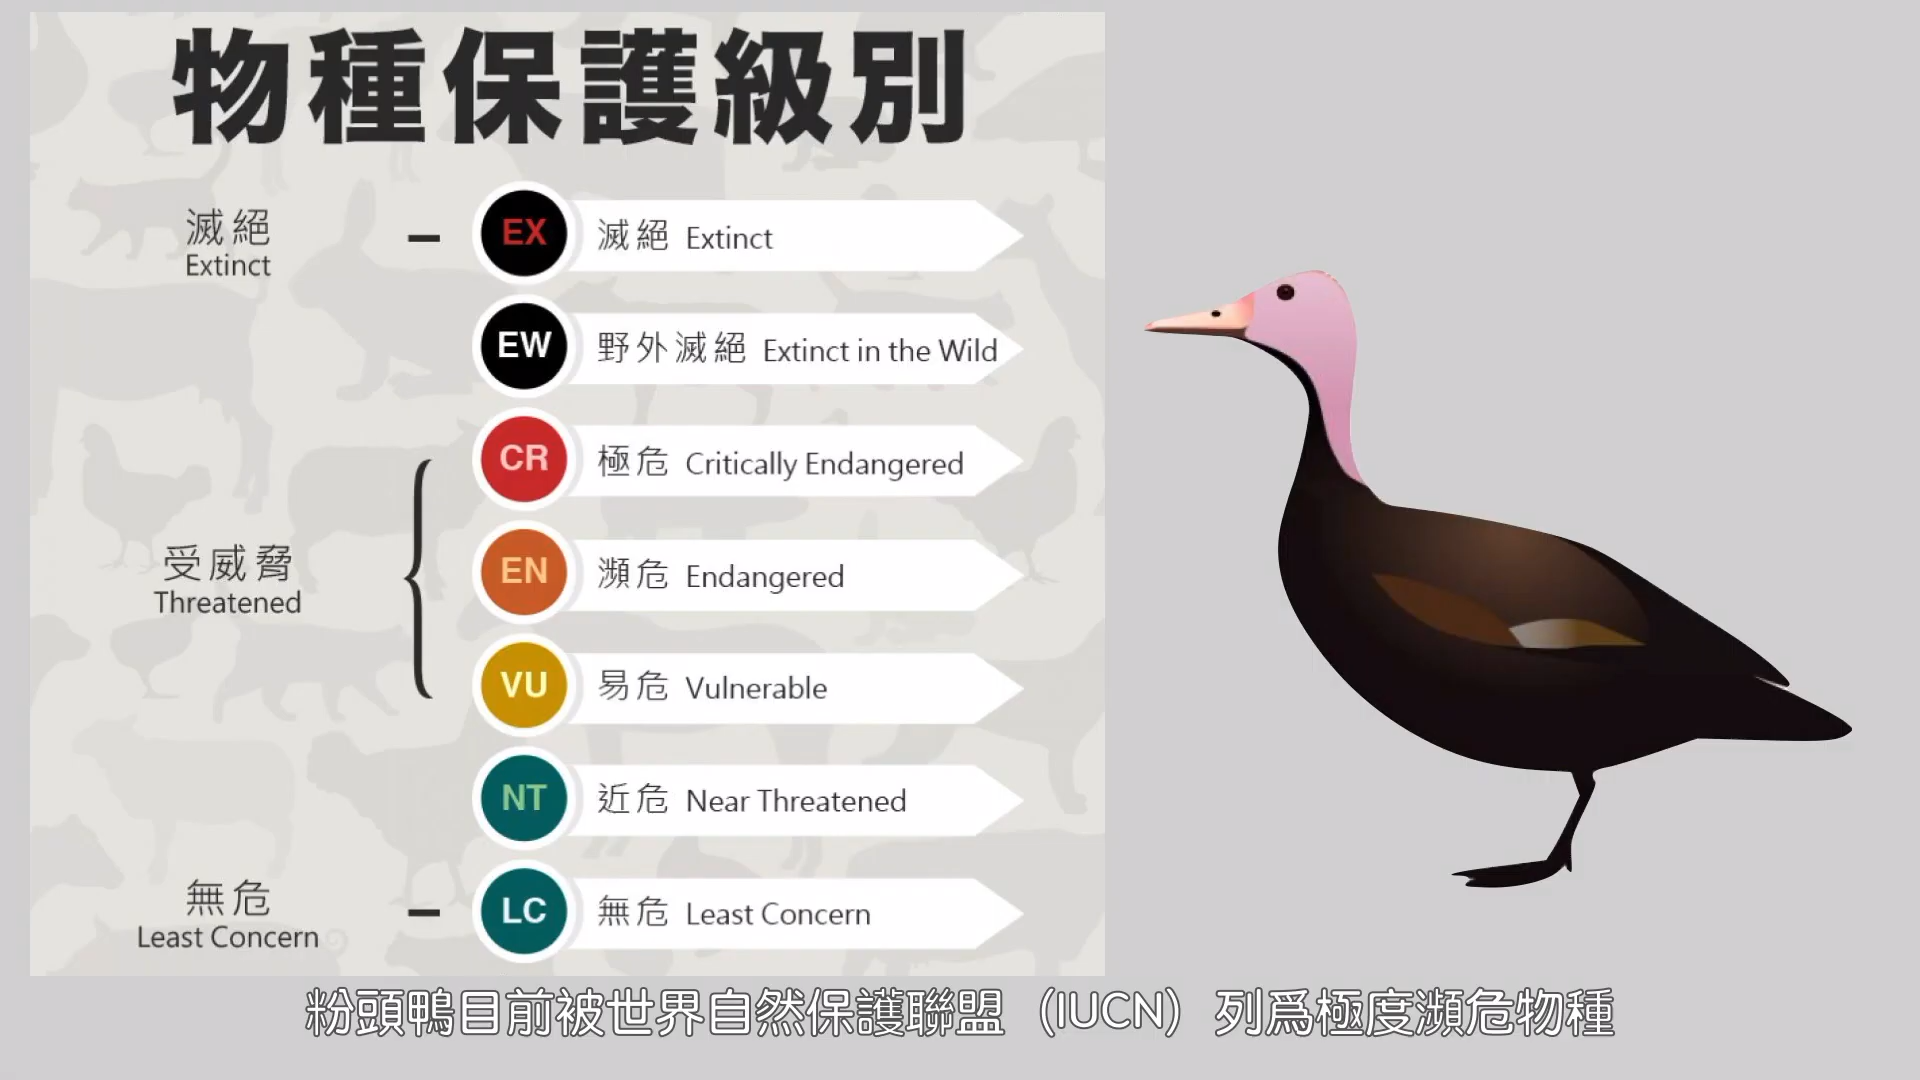 物種保護級別
滅絕
Extinct
EX 滅絕 Extinct
EW 野外滅絕 Extinct in the Wild
CR 極危 Critically Endangered
受威脅
Threatened
EN 瀕危 Endangered
VU 易危 Vulnerable
NT 近危 Near Threatened
無危
Least Concern
LC 無危 Least Concern
粉頭鴨目前被世界自然保護聯盟（IUCN）列爲極度瀕危物種